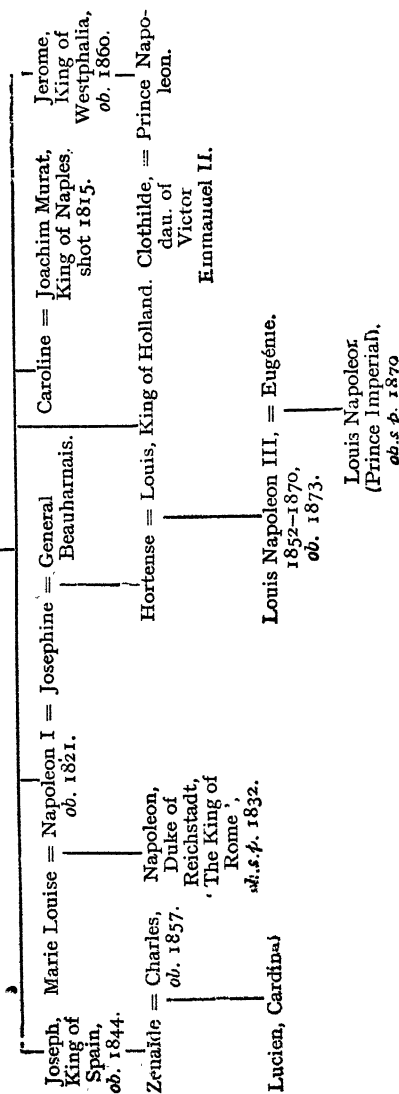 Joseph,
King of
Spain,
ob. 1844.
Marie Louise = Napoleon I = Josephine = General
ob. 1821.
Beauharnais.
Caroline = Joachim Murat,
King of Naples,
shot 1815.
Jerome,
King of
Westphalia,
ob. 1860.
Zenaïde = Charles,
ob. 1857.
Napoleon,
Duke of
Reichstadt,
'The King of
Rome',
ob.s.p. 1832.
Hortense = Louis, King of Holland.
Clothilde, = Prince Napo-
dau. of
leon.
Victor
Emmanuel II.
Lucien, Cardinal
Louis Napoleon III, = Eugénie.
1852–1870,
ob. 1873.
Louis Napoleon
(Prince Imperial),
ob.s.p. 1870